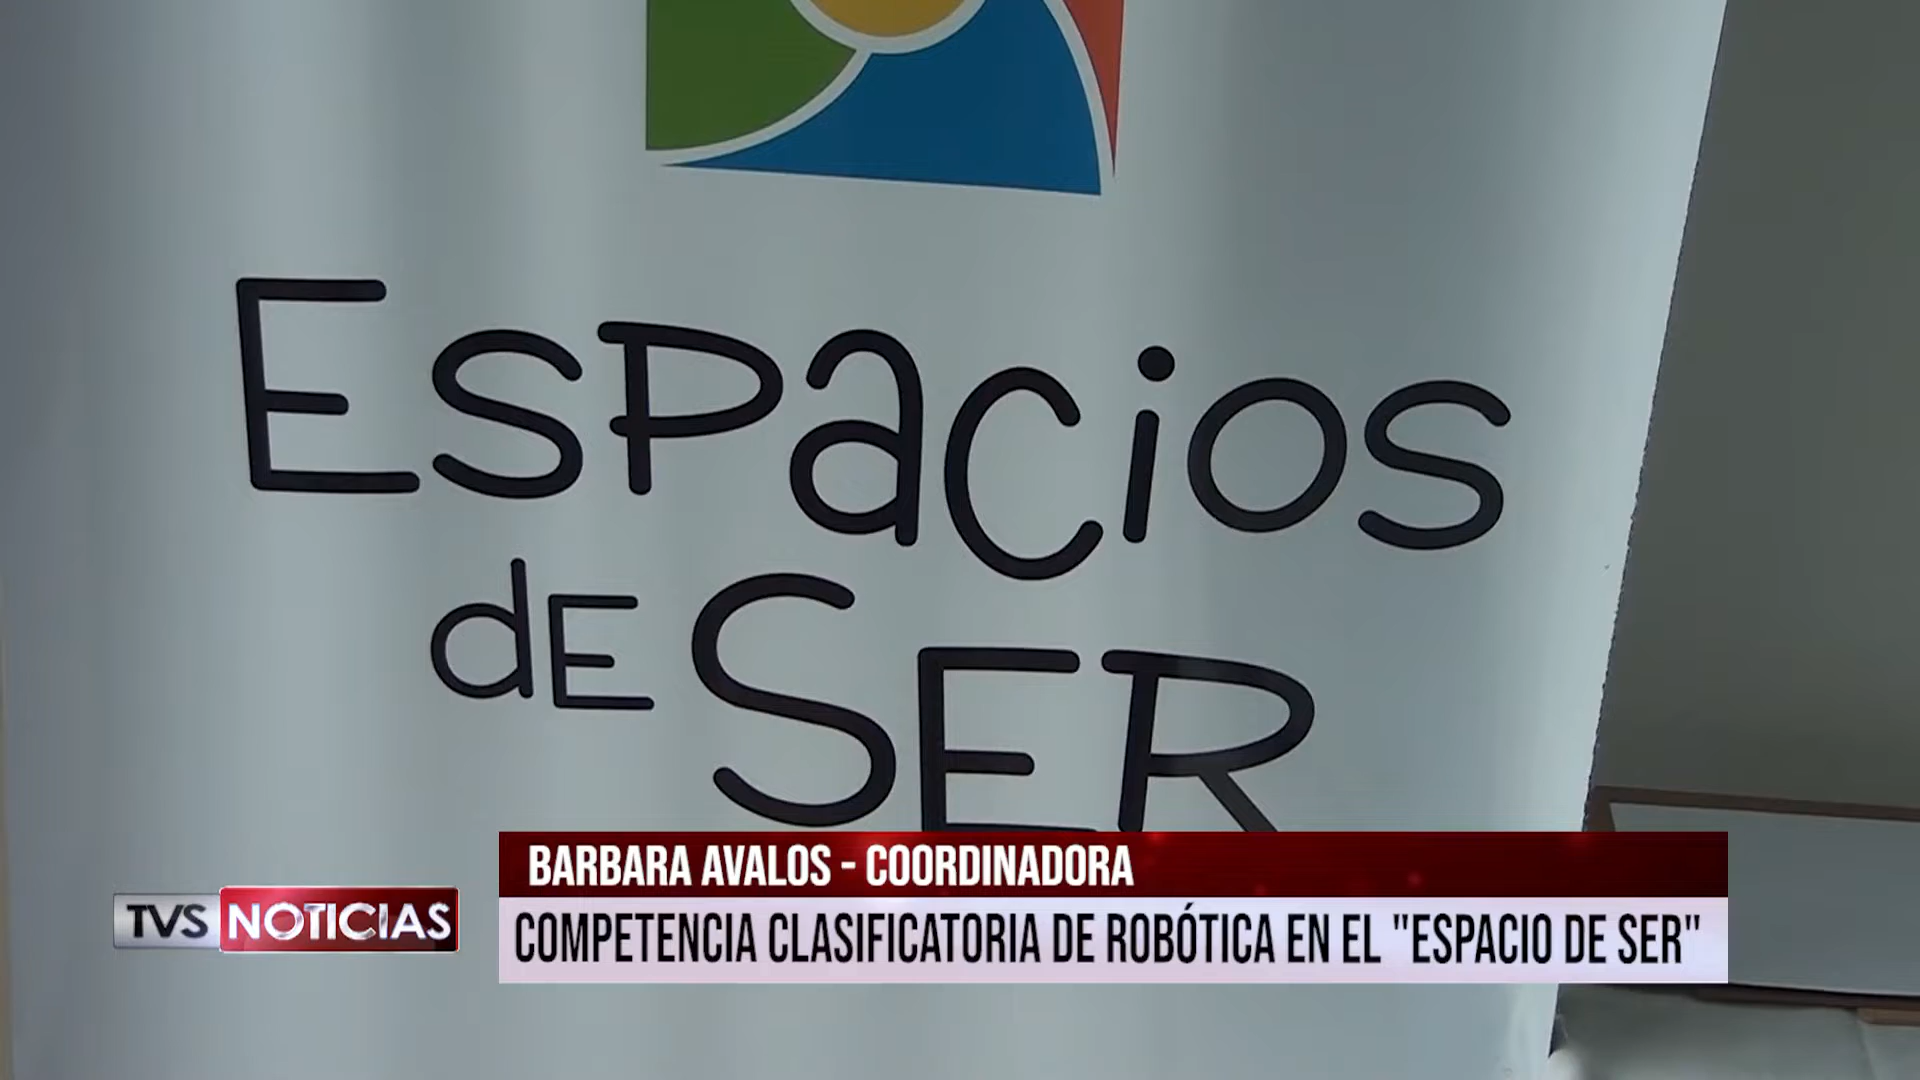 Espacios
de Ser
BARBARA AVALOS - COORDINADORA
TVS NOTICIAS
COMPETENCIA CLASIFICATORIA DE ROBÓTICA EN EL "ESPACIO DE SER"